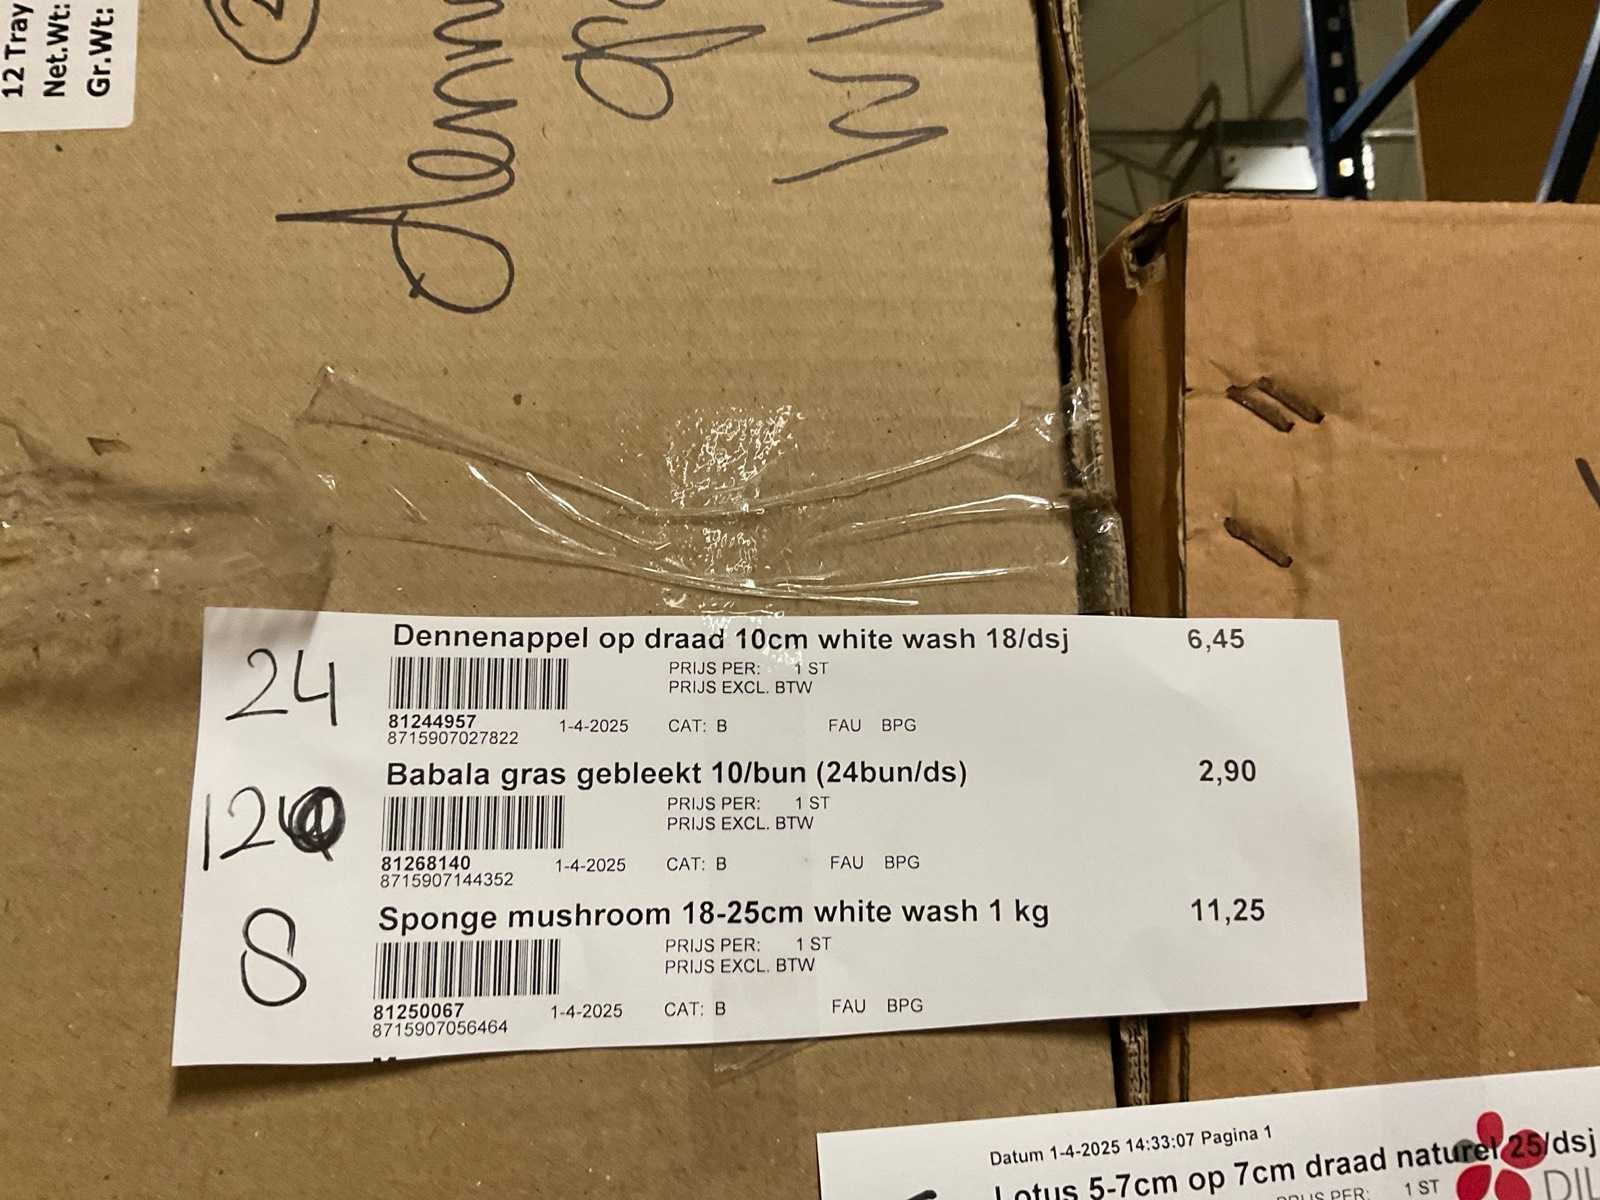 12 Tray
Net.Wt:
Gr.Wt:
2
24
Dennenappel op draad 10cm white wash 18/dsj 6,45
PRIJS PER: 1 ST
PRIJS EXCL. BTW
81244957 1-4-2025 CAT: B FAU BPG
8715907027822
12
Babala gras gebleekt 10/bun (24bun/ds) 2,90
PRIJS PER: 1 ST
PRIJS EXCL. BTW
81268140 1-4-2025 CAT: B FAU BPG
8715907144352
8
Sponge mushroom 18-25cm white wash 1 kg 11,25
PRIJS PER: 1 ST
PRIJS EXCL. BTW
81250067 1-4-2025 CAT: B FAU BPG
8715907056464
Datum 1-4-2025 14:33:07 Pagina 1
Lotus 5-7cm op 7cm draad naturel 25/dsj
PRIJS PER: 1 ST
DIL